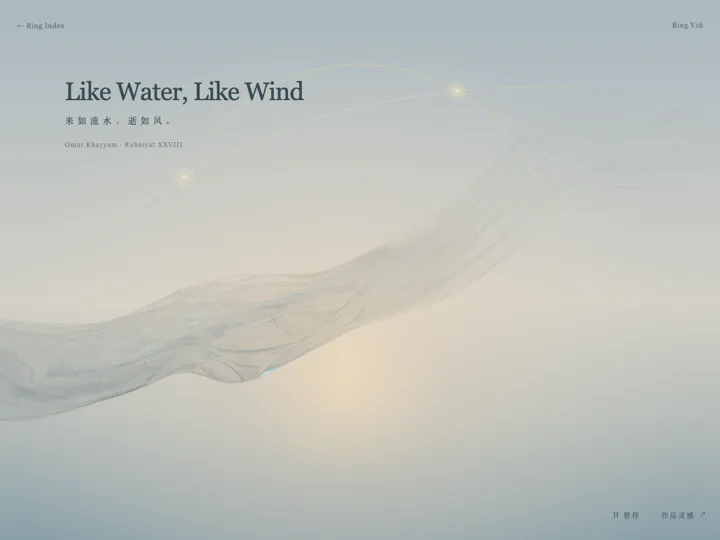 ← Ring Index
Ring V16
Like Water, Like Wind
来如流水，逝如风。
Omar Khayyam · Rubáiyát XXVIII
II 暂停
作品灵感 ↗